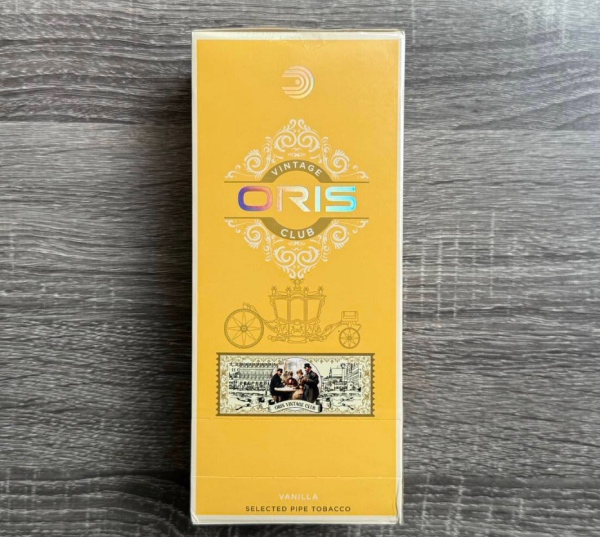 VINTAGE
ORIS
CLUB
ORIS VINTAGE CLUB
VANILLA
SELECTED PIPE TOBACCO